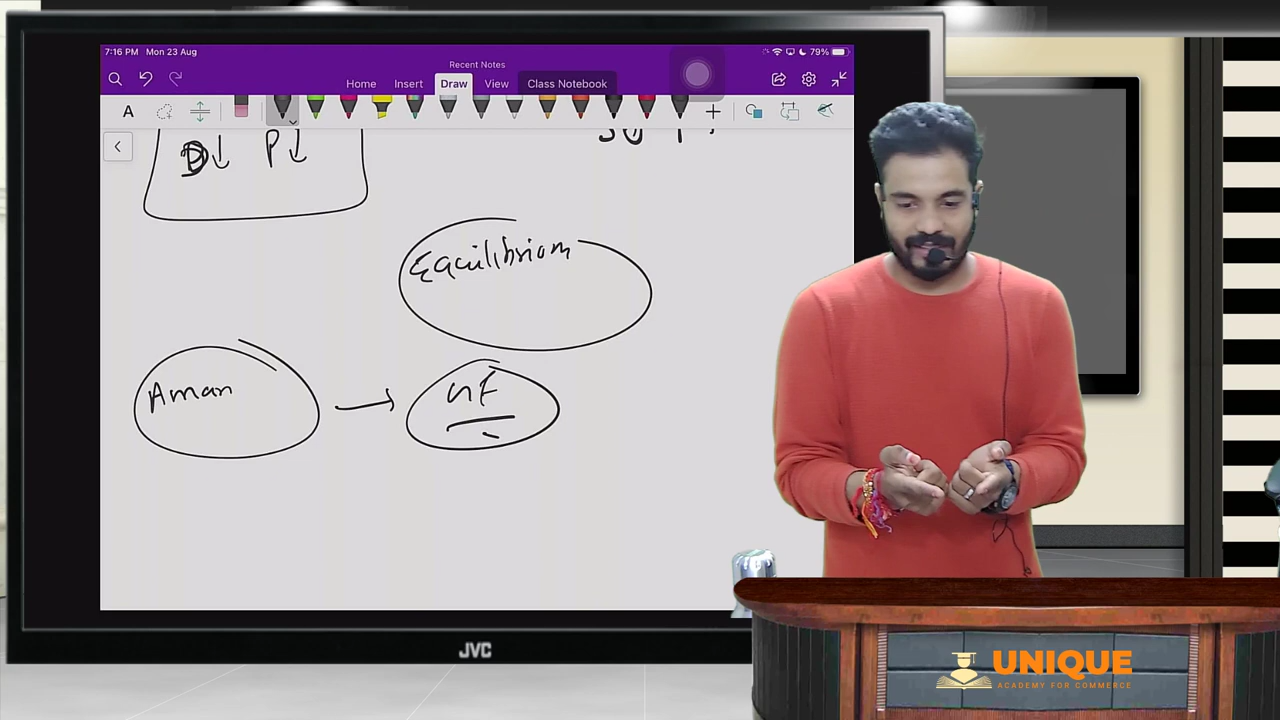 7:16 PM Mon 23 Aug
79%
Recent Notes
Home Insert Draw View Class Notebook
A
D↓ P↓
Equilibrium
Aman →
JVC
UNIQUE
ACADEMY FOR COMMERCE